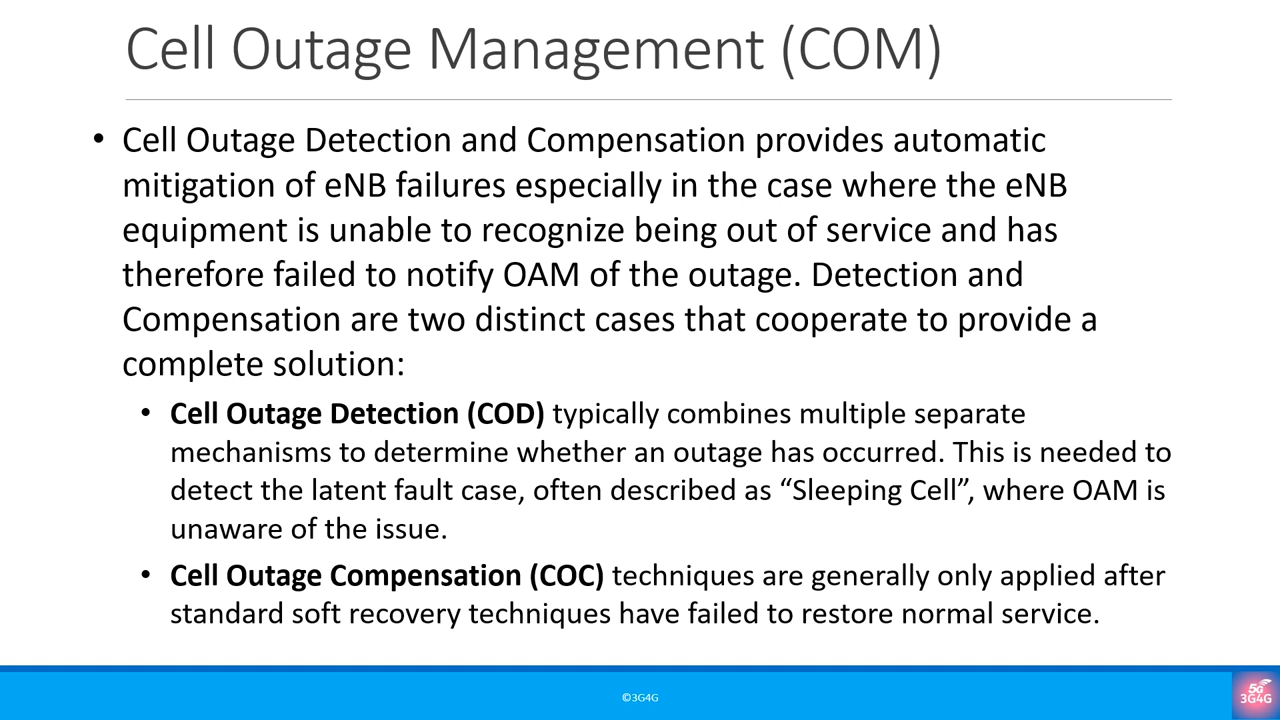 Cell Outage Management (COM)
• Cell Outage Detection and Compensation provides automatic
mitigation of eNB failures especially in the case where the eNB
equipment is unable to recognize being out of service and has
therefore failed to notify OAM of the outage. Detection and
Compensation are two distinct cases that cooperate to provide a
complete solution:
• Cell Outage Detection (COD) typically combines multiple separate
mechanisms to determine whether an outage has occurred. This is needed to
detect the latent fault case, often described as “Sleeping Cell”, where OAM is
unaware of the issue.
• Cell Outage Compensation (COC) techniques are generally only applied after
standard soft recovery techniques have failed to restore normal service.
©3G4G
5G
3G4G